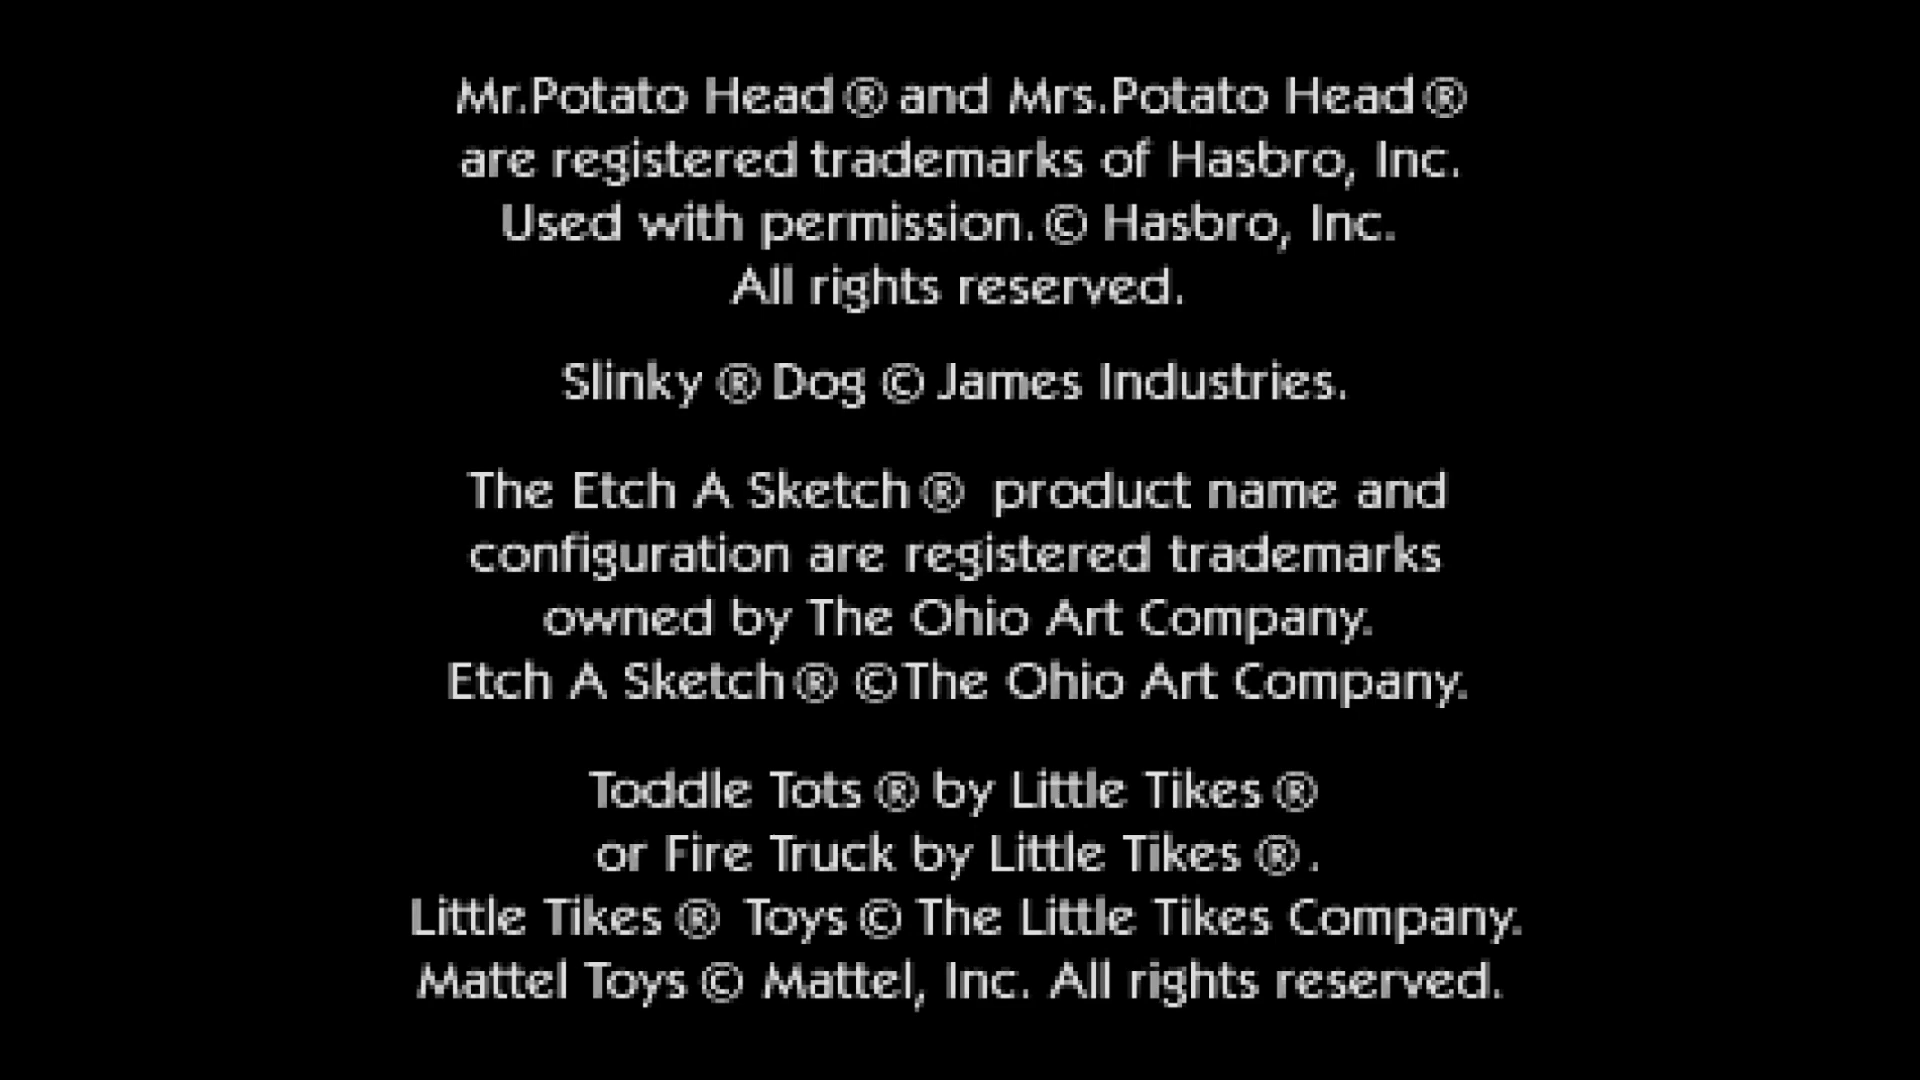 Mr.Potato Head® and Mrs.Potato Head®
are registered trademarks of Hasbro, Inc.
Used with permission. © Hasbro, Inc.
All rights reserved.
Slinky ® Dog © James Industries.
The Etch A Sketch® product name and
configuration are registered trademarks
owned by The Ohio Art Company.
Etch A Sketch® ©The Ohio Art Company.
Toddle Tots ® by Little Tikes ®
or Fire Truck by Little Tikes ® .
Little Tikes ® Toys © The Little Tikes Company.
Mattel Toys © Mattel, Inc. All rights reserved.